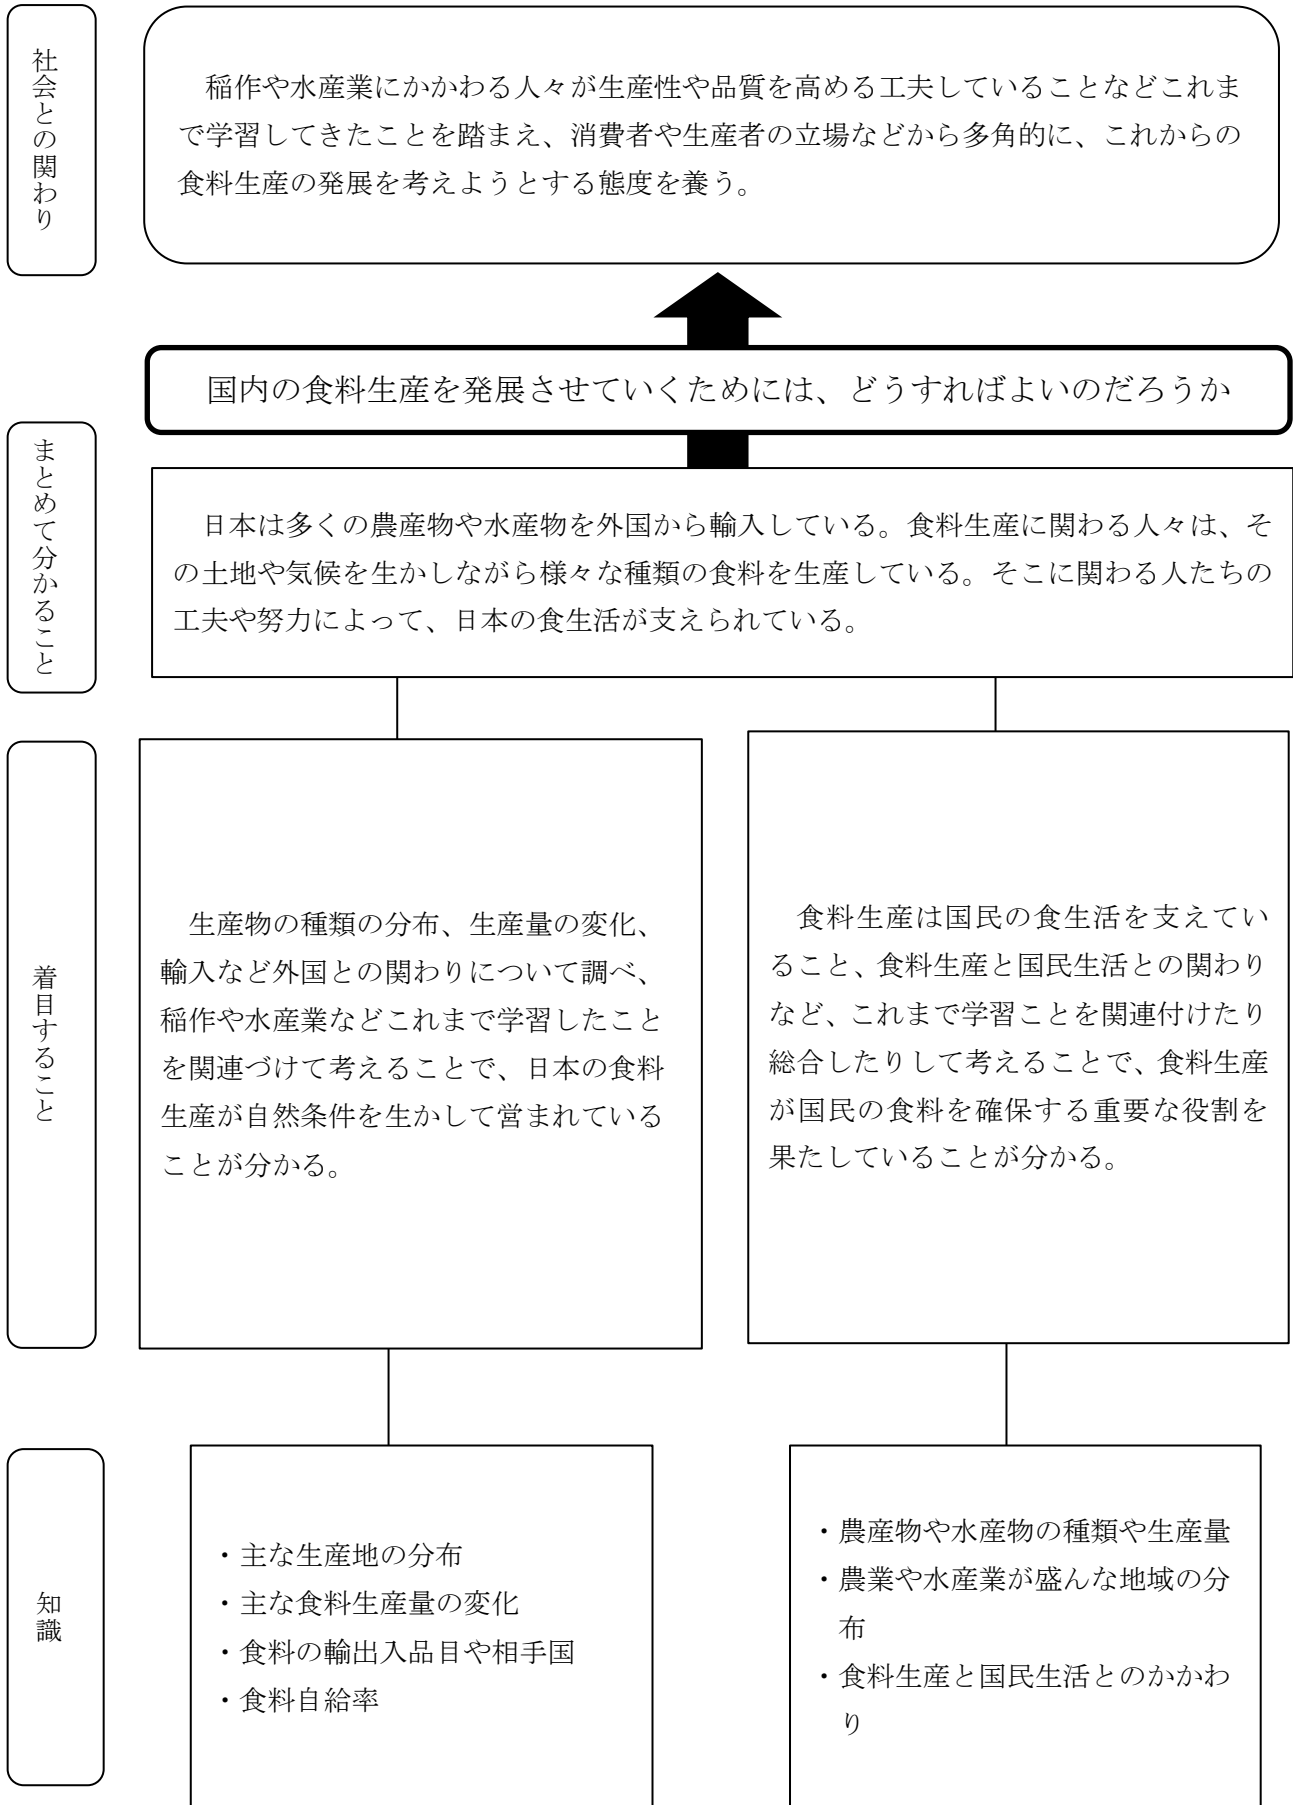 社会との関わり
稲作や水産業にかかわる人々が生産性や品質を高める工夫していることなどこれま
で学習してきたことを踏まえ、消費者や生産者の立場などから多角的に、これからの
食料生産の発展を考えようとする態度を養う。
国内の食料生産を発展させていくためには、どうすればよいのだろうか
まとめて分かること
日本は多くの農産物や水産物を外国から輸入している。食料生産に関わる人々は、そ
の土地や気候を生かしながら様々な種類の食料を生産している。そこに関わる人たちの
工夫や努力によって、日本の食生活が支えられている。
着目すること
生産物の種類の分布、生産量の変化、
輸入など外国との関わりについて調べ、
稲作や水産業などこれまで学習したこと
を関連づけて考えることで、日本の食料
生産が自然条件を生かして営まれている
ことが分かる。
食料生産は国民の食生活を支えてい
ること、食料生産と国民生活との関わり
など、これまで学習ことを関連付けたり
総合したりして考えることで、食料生産
が国民の食料を確保する重要な役割を
果たしていることが分かる。
知識
・主な生産地の分布
・主な食料生産量の変化
・食料の輸出入品目や相手国
・食料自給率
・農産物や水産物の種類や生産量
・農業や水産業が盛んな地域の分
布
・食料生産と国民生活とのかかわ
り